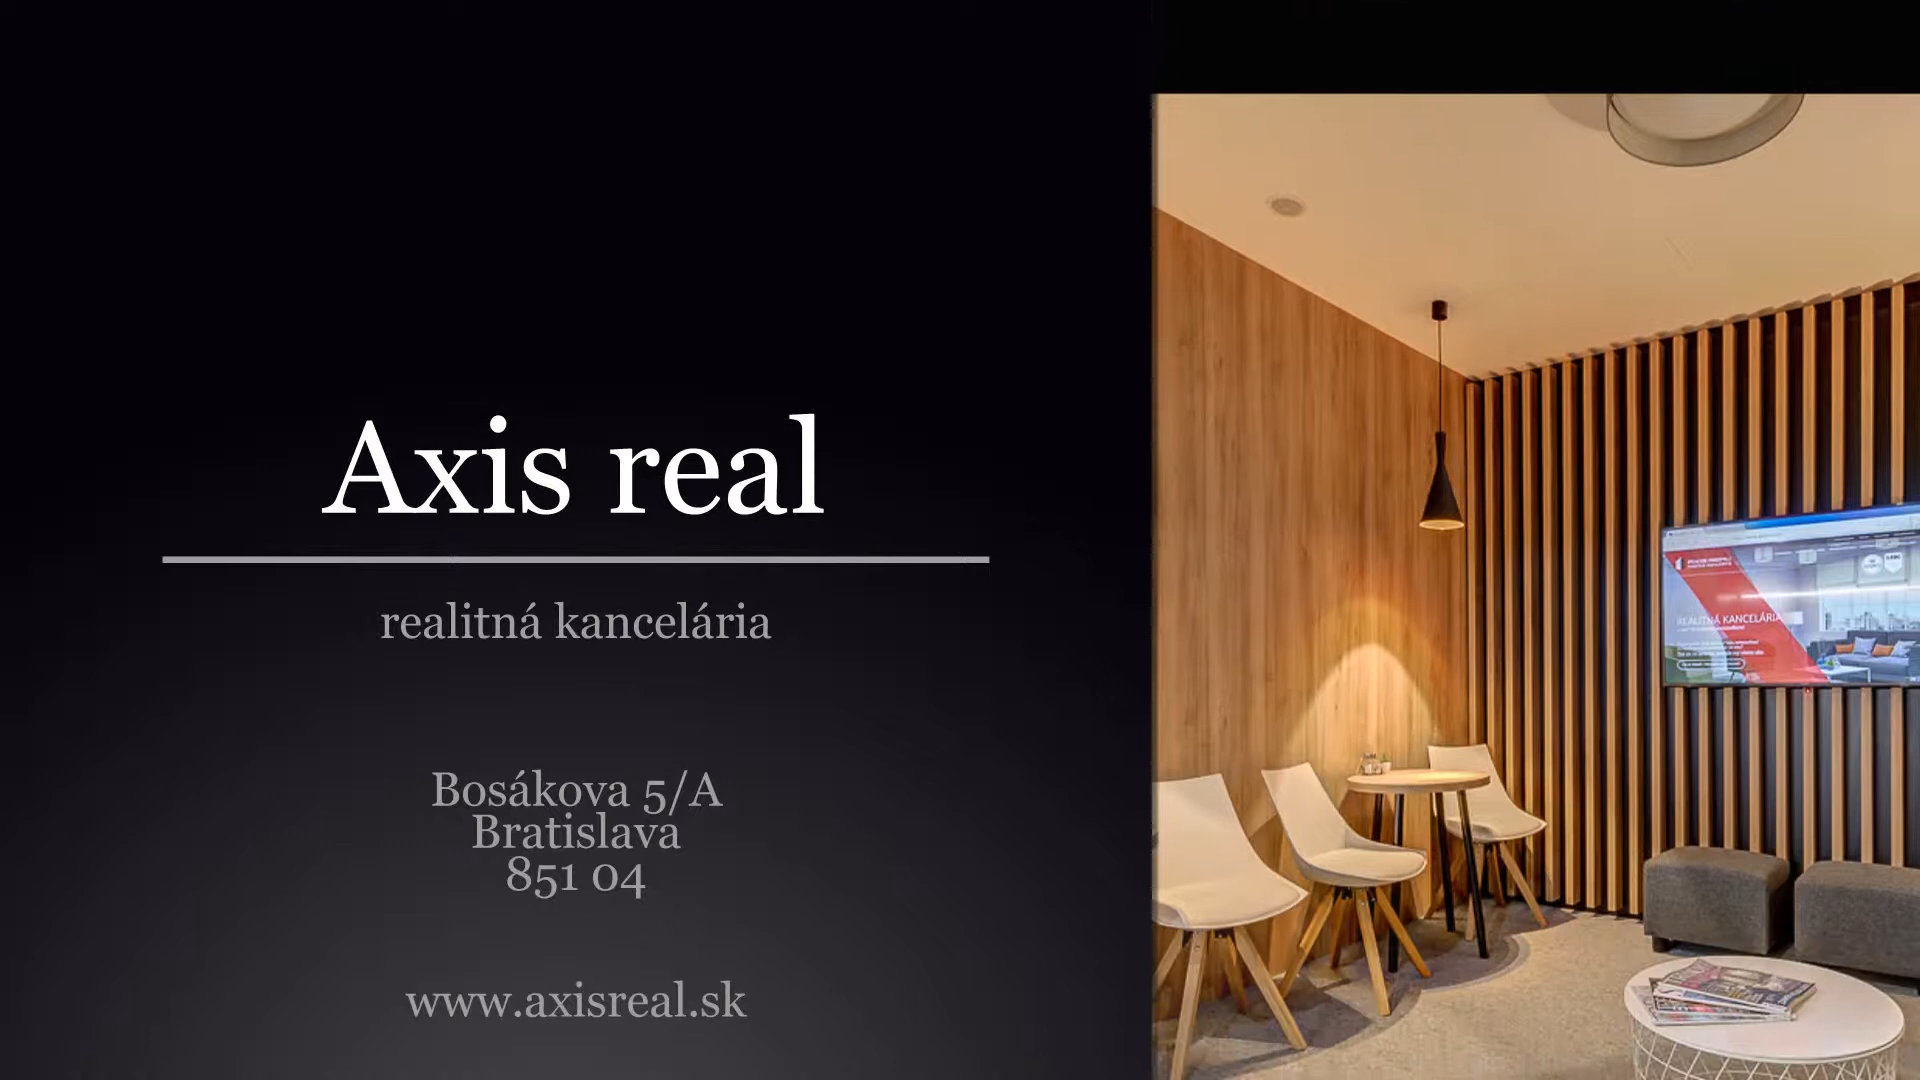 Axis real
realitná kancelária
Bosákova 5/A
Bratislava
851 04
www.axisreal.sk
REALITNÁ KANCELÁRIA